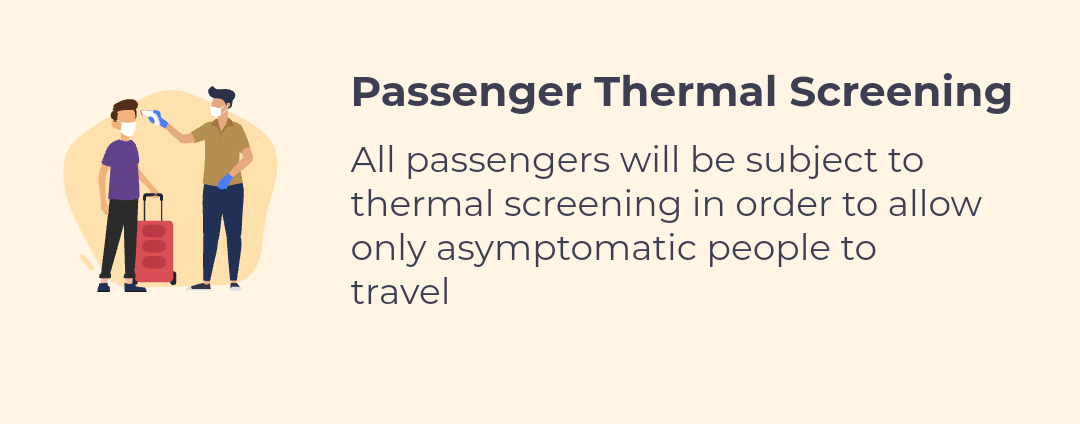 Passenger Thermal Screening
All passengers will be subject to
thermal screening in order to allow
only asymptomatic people to
travel